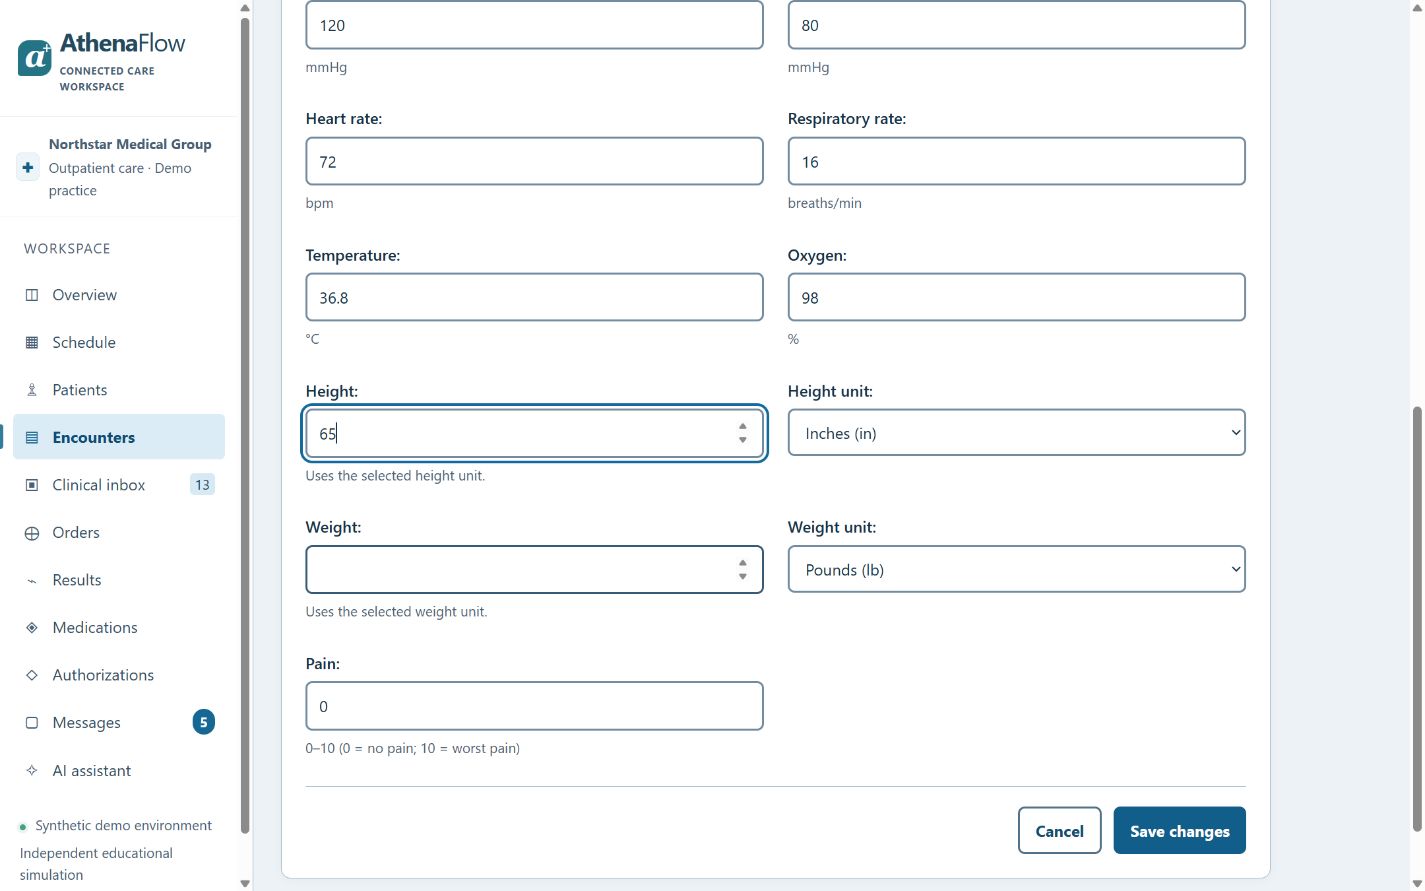 AthenaFlow
CONNECTED CARE
WORKSPACE
Northstar Medical Group
Outpatient care · Demo
practice
WORKSPACE
Overview
Schedule
Patients
Encounters
Clinical inbox 13
Orders
Results
Medications
Authorizations
Messages 5
AI assistant
Synthetic demo environment
Independent educational
simulation
120 80
mmHg mmHg
Heart rate: Respiratory rate:
72 16
bpm breaths/min
Temperature: Oxygen:
36.8 98
°C %
Height: Height unit:
65 Inches (in)
Uses the selected height unit.
Weight: Weight unit:
Pounds (lb)
Uses the selected weight unit.
Pain:
0
0–10 (0 = no pain; 10 = worst pain)
Cancel Save changes